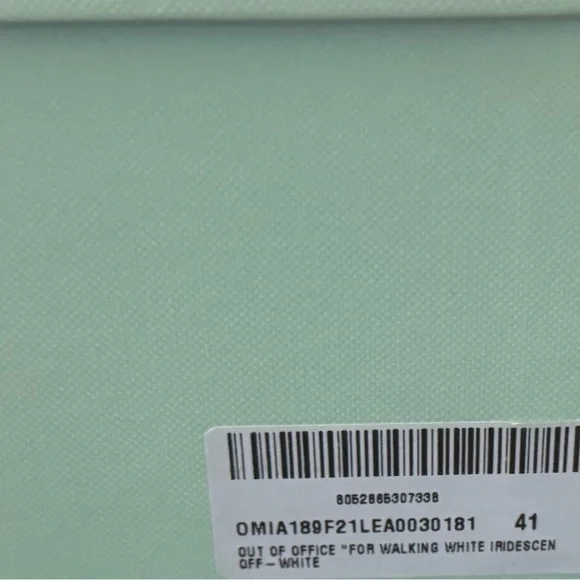 8052865307338
OMIA189F21LEA0030181 41
OUT OF OFFICE "FOR WALKING WHITE IRIDESCEN
OFF-WHITE